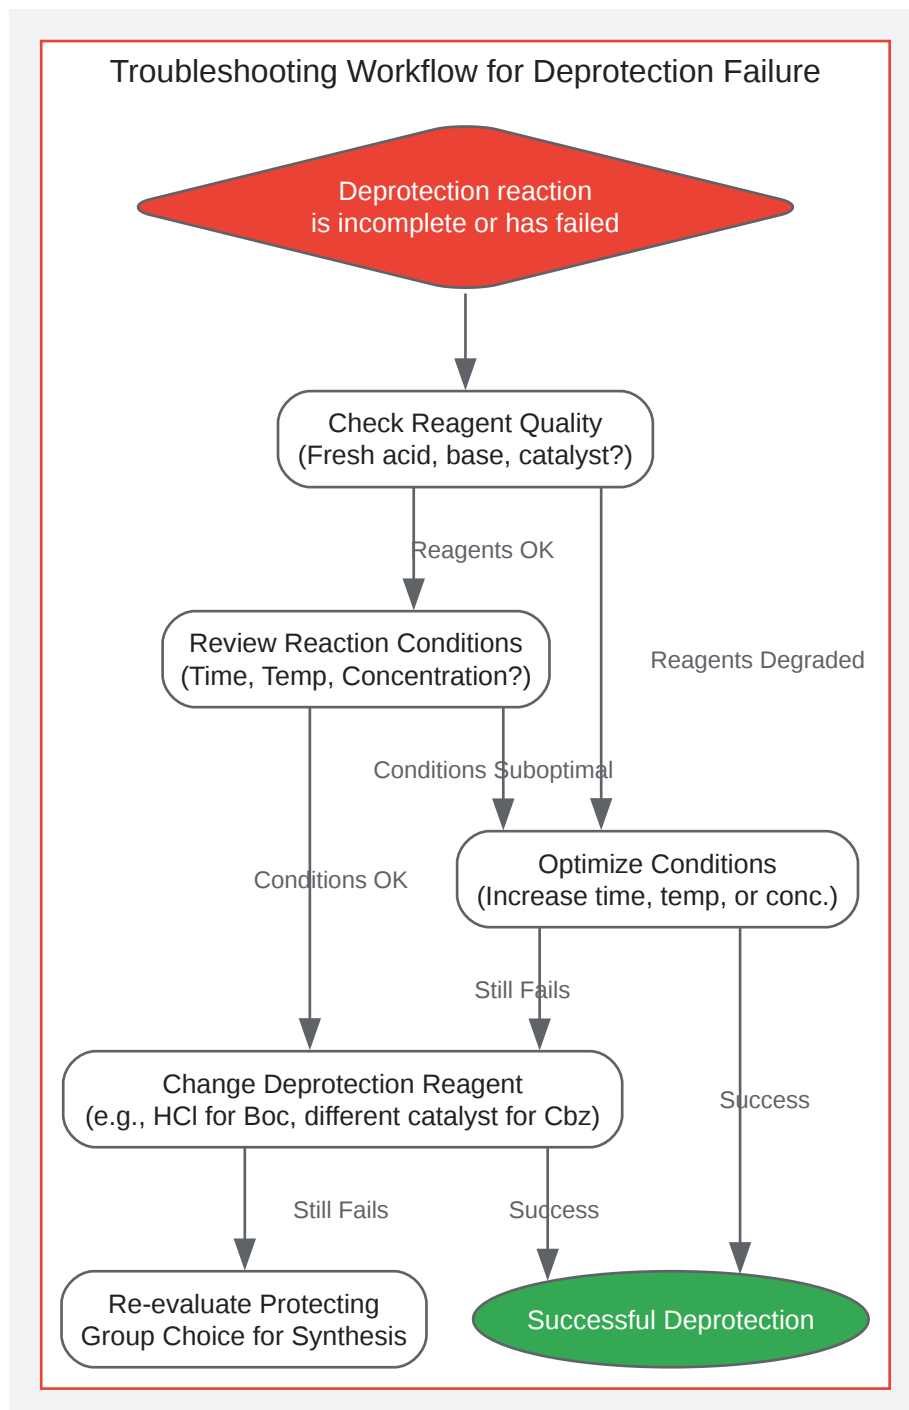 Troubleshooting Workflow for Deprotection Failure
Deprotection reaction
is incomplete or has failed
Check Reagent Quality
(Fresh acid, base, catalyst?)
Reagents OK
Review Reaction Conditions
(Time, Temp, Concentration?)
Reagents Degraded
Conditions Suboptimal
Optimize Conditions
(Increase time, temp, or conc.)
Conditions OK
Still Fails
Change Deprotection Reagent
(e.g., HCl for Boc, different catalyst for Cbz)
Success
Still Fails
Success
Re-evaluate Protecting
Group Choice for Synthesis
Successful Deprotection